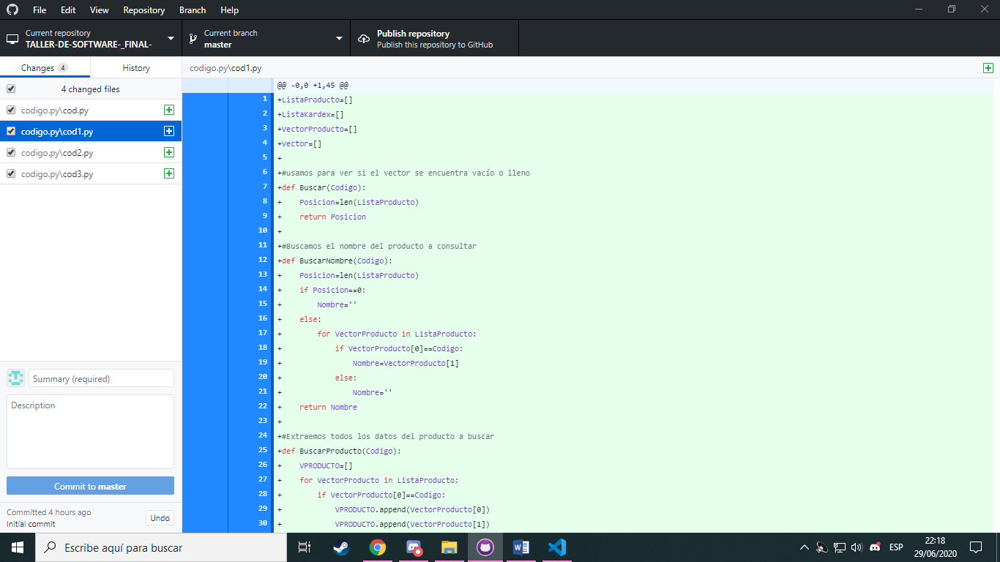 File Edit View Repository Branch Help
Current repository
TALLER-DE-SOFTWARE-_FINAL-
Current branch
master
Publish repository
Publish this repository to GitHub
Changes 4 History
codigo.py\cod1.py
4 changed files
codigo.py\cod.py
codigo.py\cod1.py
codigo.py\cod2.py
codigo.py\cod3.py
Summary (required)
Description
Commit to master
Committed 4 hours ago
Initial commit
Undo
@@ -0,0 +1,45 @@
1 +ListaProducto=[]
2 +ListaKardex=[]
3 +VectorProducto=[]
4 +Vector=[]
5 +
6 +#usamos para ver si el vector se encuentra vacío o lleno
7 +def Buscar(Codigo):
8 +    Posicion=len(ListaProducto)
9 +    return Posicion
10 +
11 +#Buscamos el nombre del producto a consultar
12 +def BuscarNombre(Codigo):
13 +    Posicion=len(ListaProducto)
14 +    if Posicion==0:
15 +        Nombre=''
16 +    else:
17 +        for VectorProducto in ListaProducto:
18 +            if VectorProducto[0]==Codigo:
19 +                Nombre=VectorProducto[1]
20 +            else:
21 +                Nombre=''
22 +    return Nombre
23 +
24 +#Extraemos todos los datos del producto a buscar
25 +def BuscarProducto(Codigo):
26 +    VPRODUCTO=[]
27 +    for VectorProducto in ListaProducto:
28 +        if VectorProducto[0]==Codigo:
29 +            VPRODUCTO.append(VectorProducto[0])
30 +            VPRODUCTO.append(VectorProducto[1])
Escribe aquí para buscar
ESP
22:18
29/06/2020